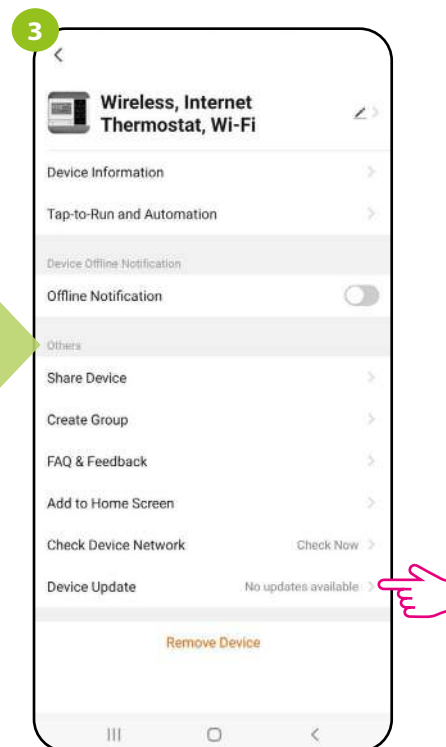 3
Wireless, Internet
Thermostat, Wi-Fi
Device Information
Tap-to-Run and Automation
Device Offline Notification
Offline Notification
Others
Share Device
Create Group
FAQ & Feedback
Add to Home Screen
Check Device Network Check Now
Device Update No updates available
Remove Device